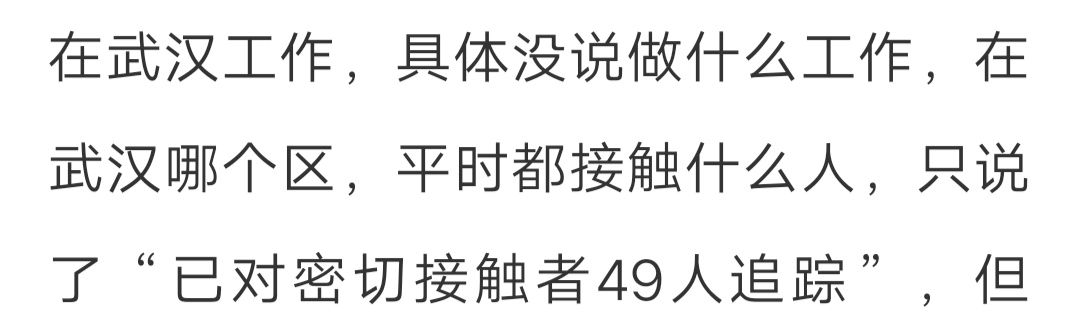 在武汉工作，具体没说做什么工作，在
武汉哪个区，平时都接触什么人，只说
了“已对密切接触者49人追踪”，但